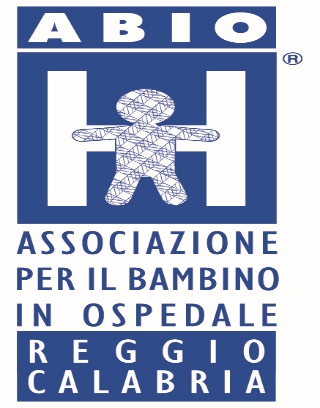 ABIO
®
H
ASSOCIAZIONE
PER IL BAMBINO
IN OSPEDALE
REGGIO
CALABRIA